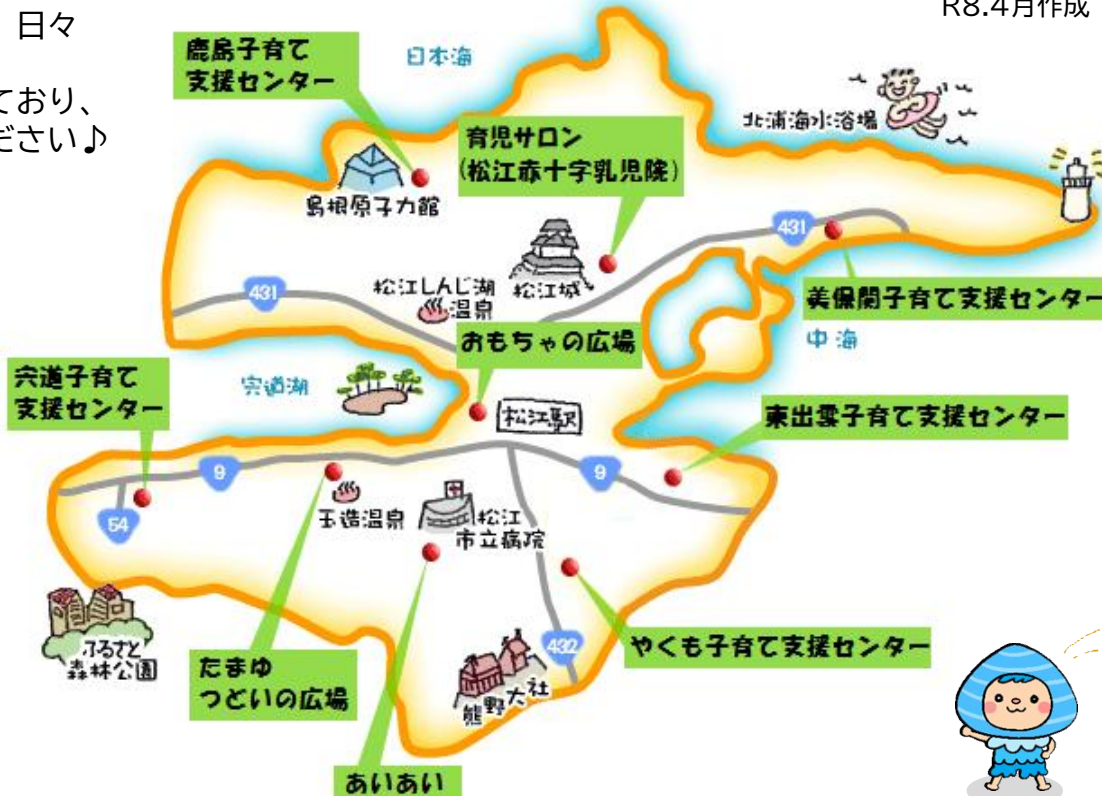 日々
R8.4月作成
ており、
ださい♪
鹿島子育て
支援センター
日本海
北浦海水浴場
育児サロン
(松江赤十字乳児院)
島根原子力館
431
松江しんじ湖
温泉
松江城
431
美保関子育て支援センター
中海
おもちゃの広場
宍道子育て
支援センター
宍道湖
松江駅
東出雲子育て支援センター
9
9
54
玉造温泉
松江
市立病院
ふるさと
森林公園
たまゆ
つどいの広場
432
やくも子育て支援センター
熊野大社
あいあい